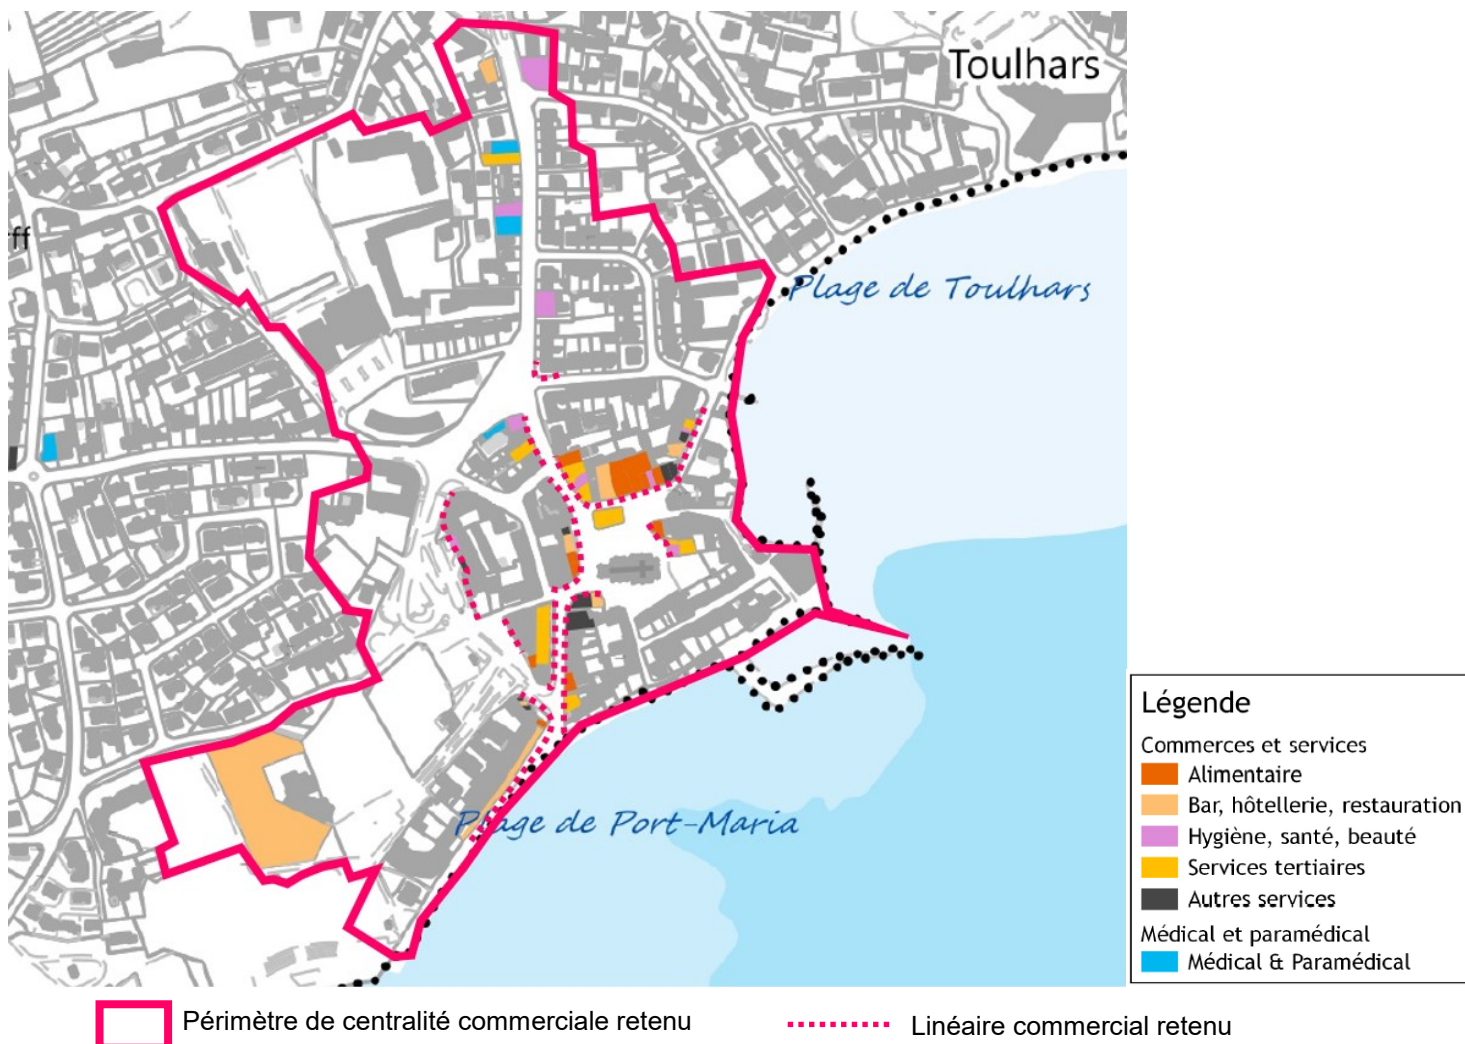 Toulhars
ff
Plage de Toulhars
Plage de Port-Maria
Légende
Commerces et services
Alimentaire
Bar, hôtellerie, restauration
Hygiène, santé, beauté
Services tertiaires
Autres services
Médical et paramédical
Médical & Paramédical
Périmètre de centralité commerciale retenu
Linéaire commercial retenu